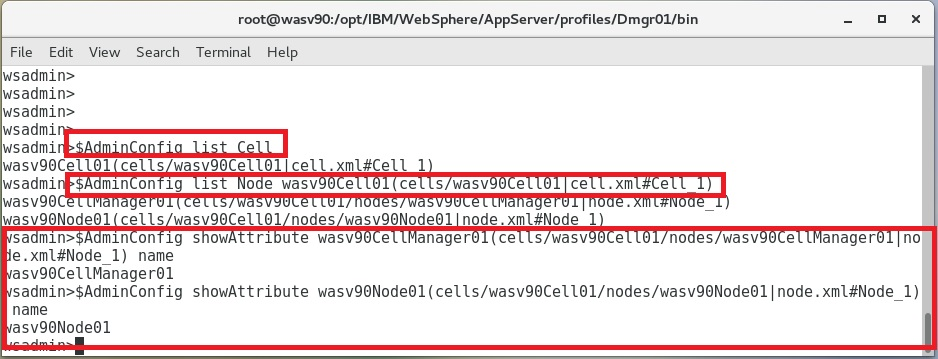 root@wasv90:/opt/IBM/WebSphere/AppServer/profiles/Dmgr01/bin
File Edit View Search Terminal Help
wsadmin>
wsadmin>
wsadmin>
wsadmin>
wsadmin>$AdminConfig list Cell
wasv90Cell01(cells/wasv90Cell01|cell.xml#Cell_1)
wsadmin>$AdminConfig list Node wasv90Cell01(cells/wasv90Cell01|cell.xml#Cell_1)
wasv90CellManager01(cells/wasv90Cell01/nodes/wasv90CellManager01|node.xml#Node_1)
wasv90Node01(cells/wasv90Cell01/nodes/wasv90Node01|node.xml#Node_1)
wsadmin>$AdminConfig showAttribute wasv90CellManager01(cells/wasv90Cell01/nodes/wasv90CellManager01|no
de.xml#Node_1) name
wasv90CellManager01
wsadmin>$AdminConfig showAttribute wasv90Node01(cells/wasv90Cell01/nodes/wasv90Node01|node.xml#Node_1)
name
wasv90Node01
wsadmin>